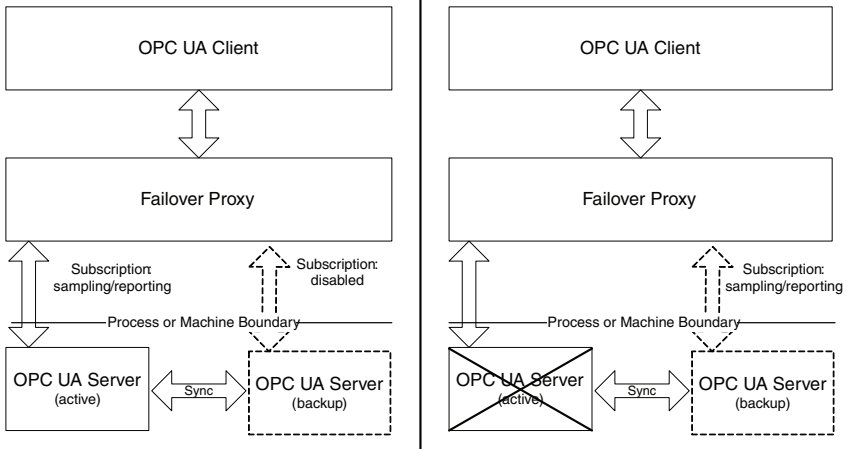 OPC UA Client
Failover Proxy
Subscription:
sampling/reporting
Subscription:
disabled
Process or Machine Boundary
OPC UA Server
(active)
Sync
OPC UA Server
(backup)
OPC UA Client
Failover Proxy
Subscription:
sampling/reporting
Process or Machine Boundary
OPC UA Server
(active)
Sync
OPC UA Server
(backup)